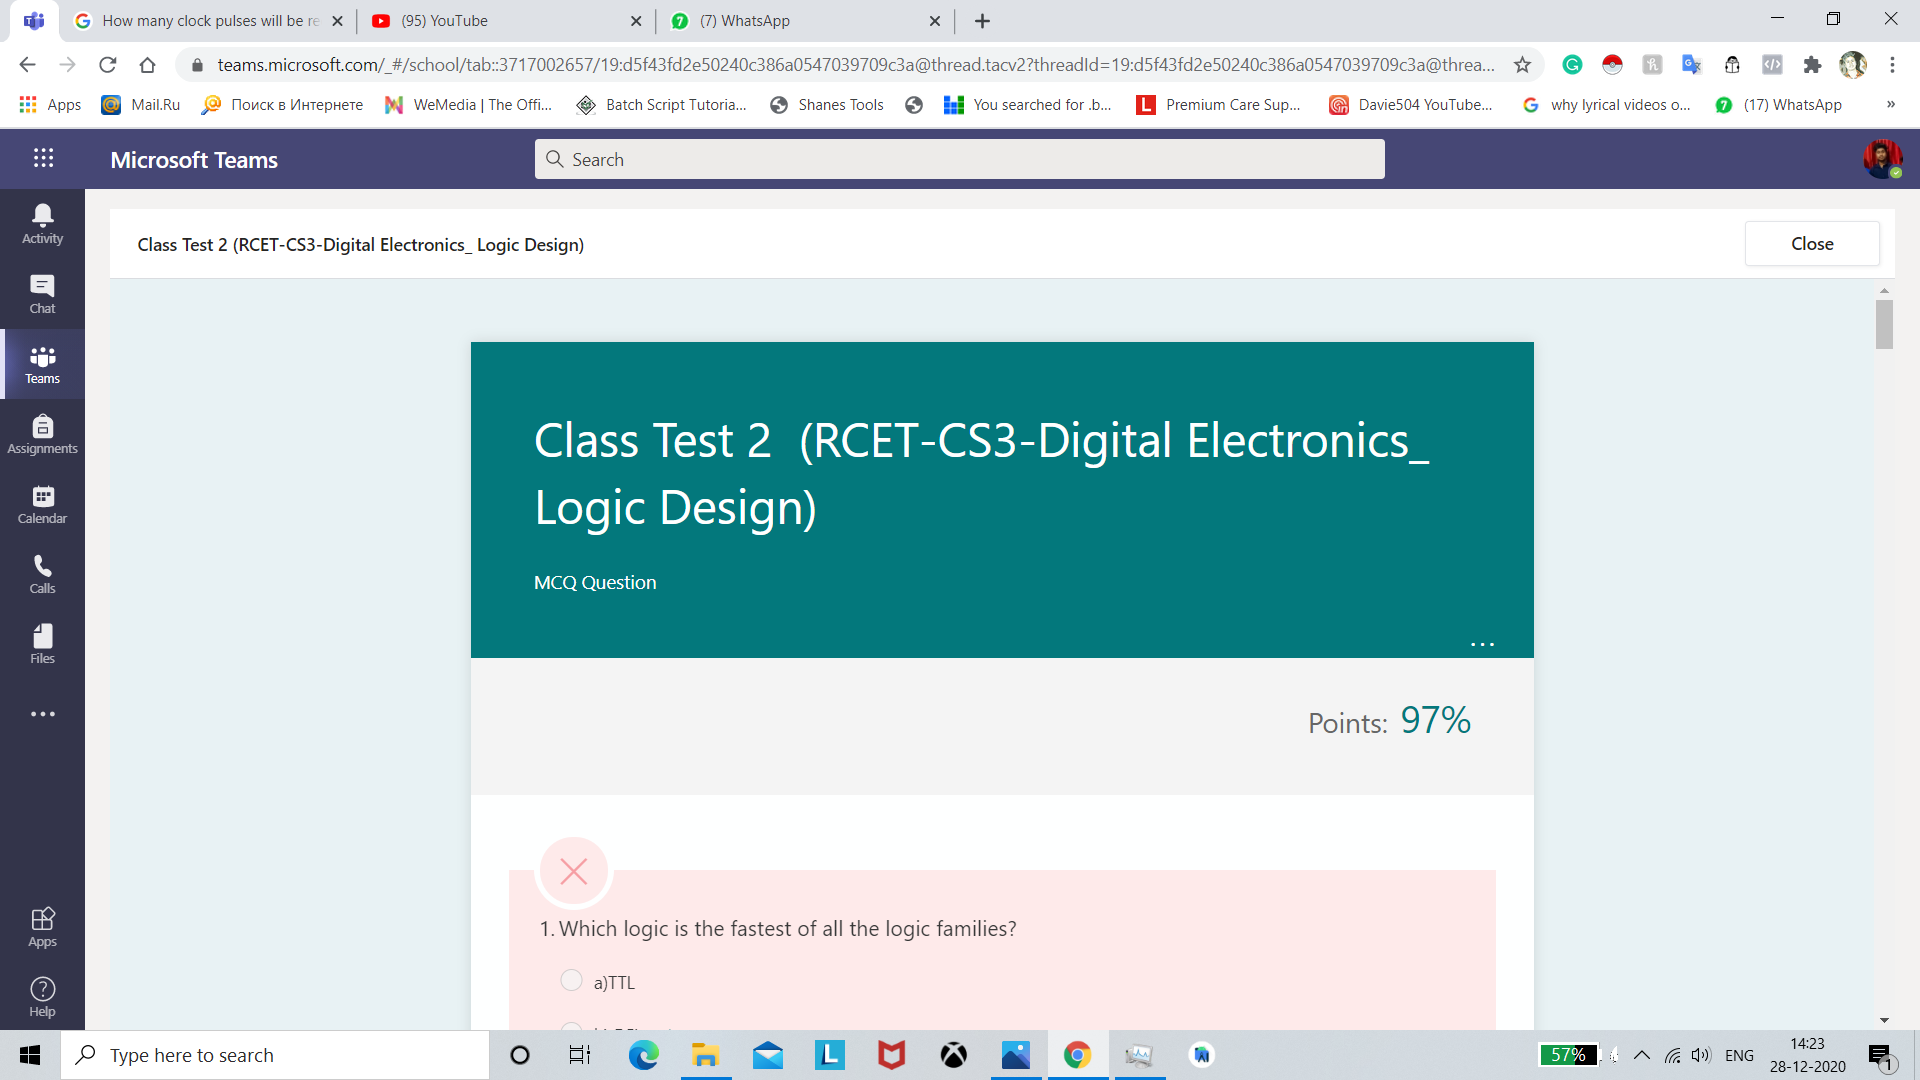 How many clock pulses will be re
(95) YouTube
(7) WhatsApp
teams.microsoft.com/_#/school/tab::3717002657/19:d5f43fd2e50240c386a0547039709c3a@thread.tacv2?threadId=19:d5f43fd2e50240c386a0547039709c3a@threa...
Apps
Mail.Ru
Поиск в Интернете
WeMedia | The Offi...
Batch Script Tutoria...
Shanes Tools
You searched for .b...
Premium Care Sup...
Davie504 YouTube...
why lyrical videos o...
(17) WhatsApp
»
Microsoft Teams
Search
Activity
Chat
Teams
Assignments
Calendar
Calls
Files
Apps
Help
Class Test 2 (RCET-CS3-Digital Electronics_ Logic Design)
Close
Class Test 2 (RCET-CS3-Digital Electronics_
Logic Design)
MCQ Question
Points: 97%
1. Which logic is the fastest of all the logic families?
a)TTL
Type here to search
57%
ENG
14:23
28-12-2020
1